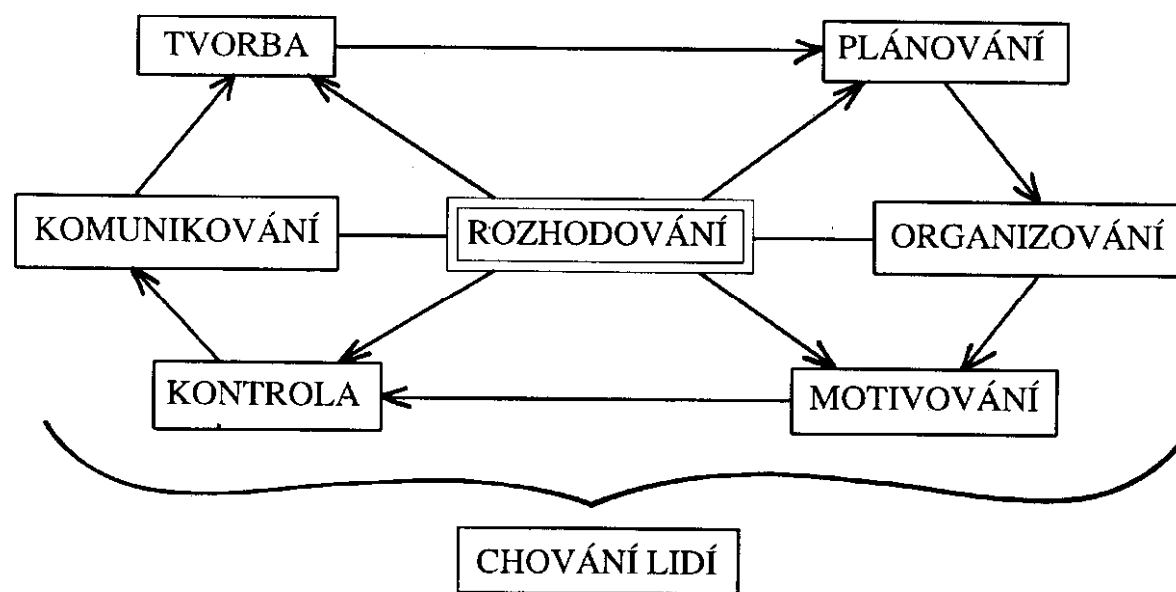 TVORBA
PLÁNOVÁNÍ
KOMUNIKOVÁNÍ
ROZHODOVÁNÍ
ORGANIZOVÁNÍ
KONTROLA
MOTIVOVÁNÍ
CHOVÁNÍ LIDÍ